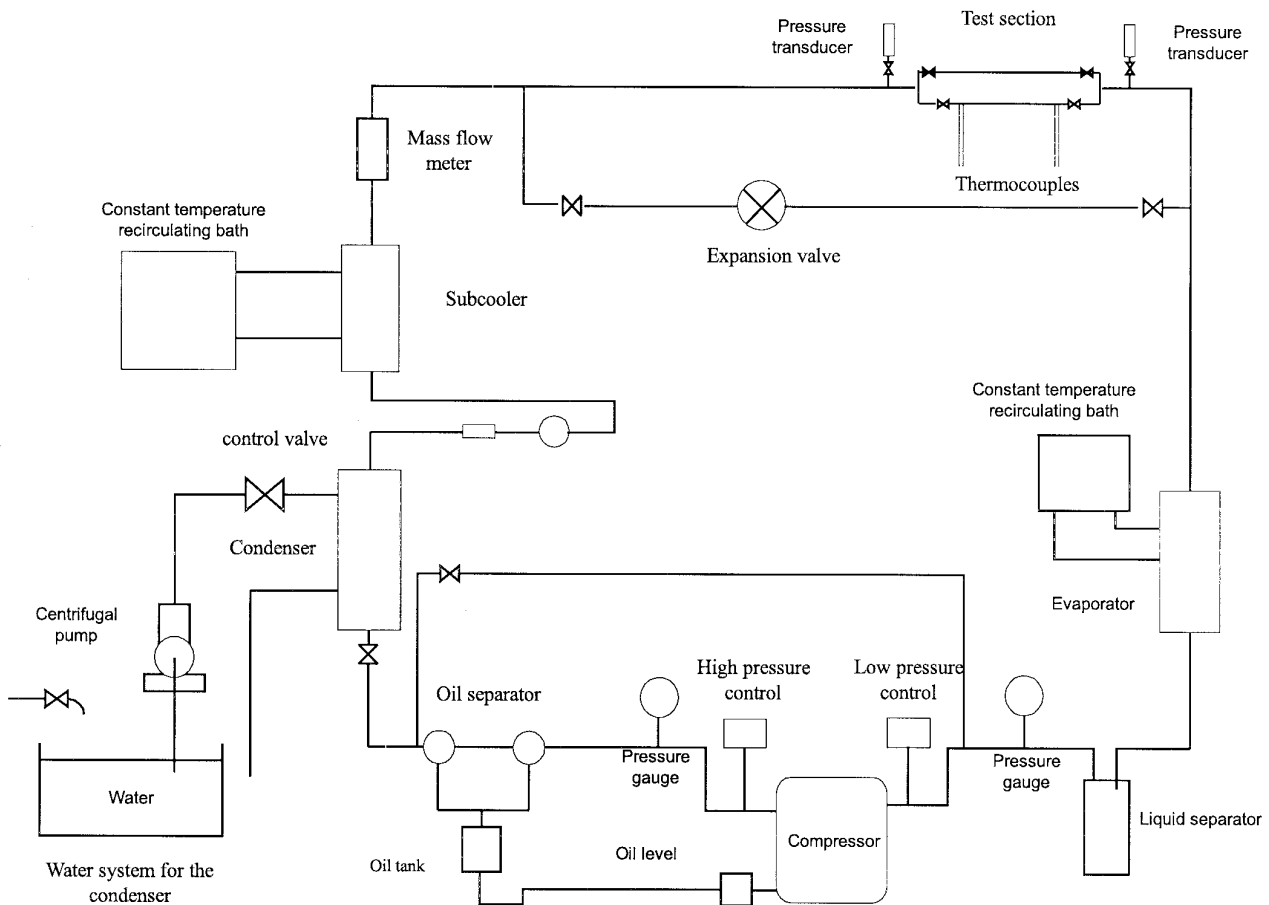 Test section
Pressure
transducer
Pressure
transducer
Mass flow
meter
Thermocouples
Constant temperature
recirculating bath
Expansion valve
Subcooler
Constant temperature
recirculating bath
control valve
Condenser
Evaporator
Centrifugal
pump
High pressure
control
Low pressure
control
Oil separator
Pressure
gauge
Pressure
gauge
Water
Compressor
Liquid separator
Oil level
Oil tank
Water system for the
condenser